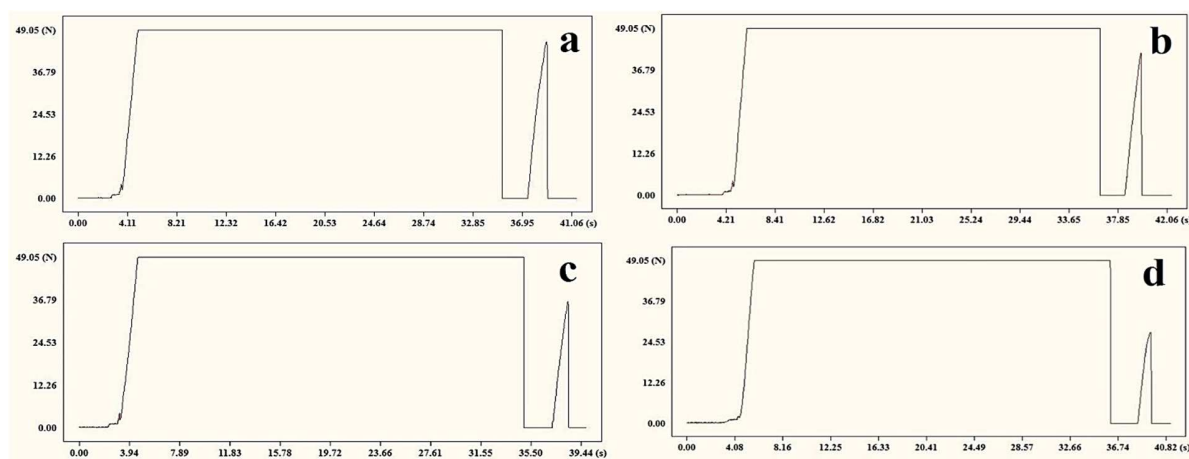 49.05 (N)
36.79
24.53
12.26
0.00
0.00 4.11 8.21 12.32 16.42 20.53 24.64 28.74 32.85 36.95 41.06 (s)
a
49.05 (N)
36.79
24.53
12.26
0.00
0.00 4.21 8.41 12.62 16.82 21.03 25.24 29.44 33.65 37.85 42.06 (s)
b
49.05 (N)
36.79
24.53
12.26
0.00
0.00 3.94 7.89 11.83 15.78 19.72 23.66 27.61 31.55 35.50 39.44 (s)
c
49.05 (N)
36.79
24.53
12.26
0.00
0.00 4.08 8.16 12.25 16.33 20.41 24.49 28.57 32.66 36.74 40.82 (s)
d